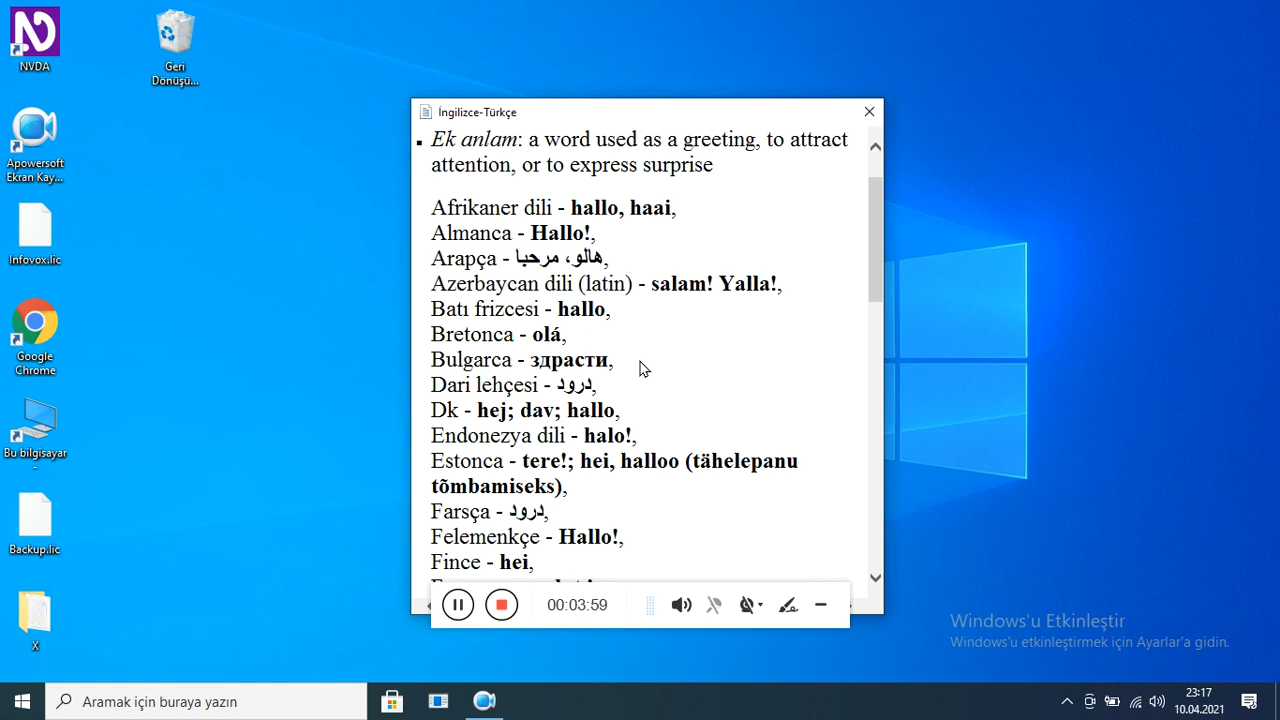 NVDA
Geri
Dönüşü...
Apowersoft
Ekran Kay...
Infovox.lic
Google
Chrome
Bu bilgisayar
-
Backup.lic
X
İngilizce-Türkçe
▪ Ek anlam: a word used as a greeting, to attract
attention, or to express surprise
Afrikaner dili - hallo, haai,
Almanca - Hallo!,
Arapça - هالو، مرحبا,
Azerbaycan dili (latin) - salam! Yalla!,
Batı frizcesi - hallo,
Bretonca - olá,
Bulgarca - здрасти,
Dari lehçesi - درود,
Dk - hej; dav; hallo,
Endonezya dili - halo!,
Estonca - tere!; hei, halloo (tähelepanu
tõmbamiseks),
Farsça - درود,
Felemenkçe - Hallo!,
Fince - hei,
00:03:59
Windows'u Etkinleştir
Windows'u etkinleştirmek için Ayarlar'a gidin.
Aramak için buraya yazın
23:17
10.04.2021